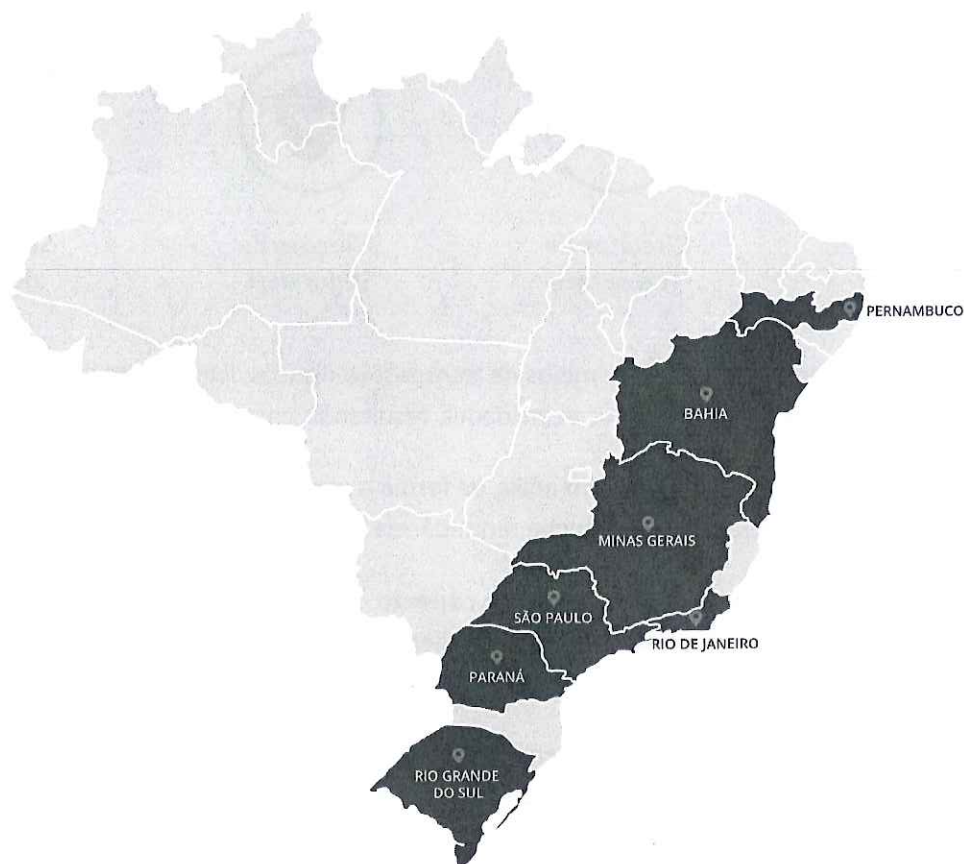 PERNAMBUCO
BAHIA
MINAS GERAIS
SÃO PAULO
RIO DE JANEIRO
PARANÁ
RIO GRANDE
DO SUL